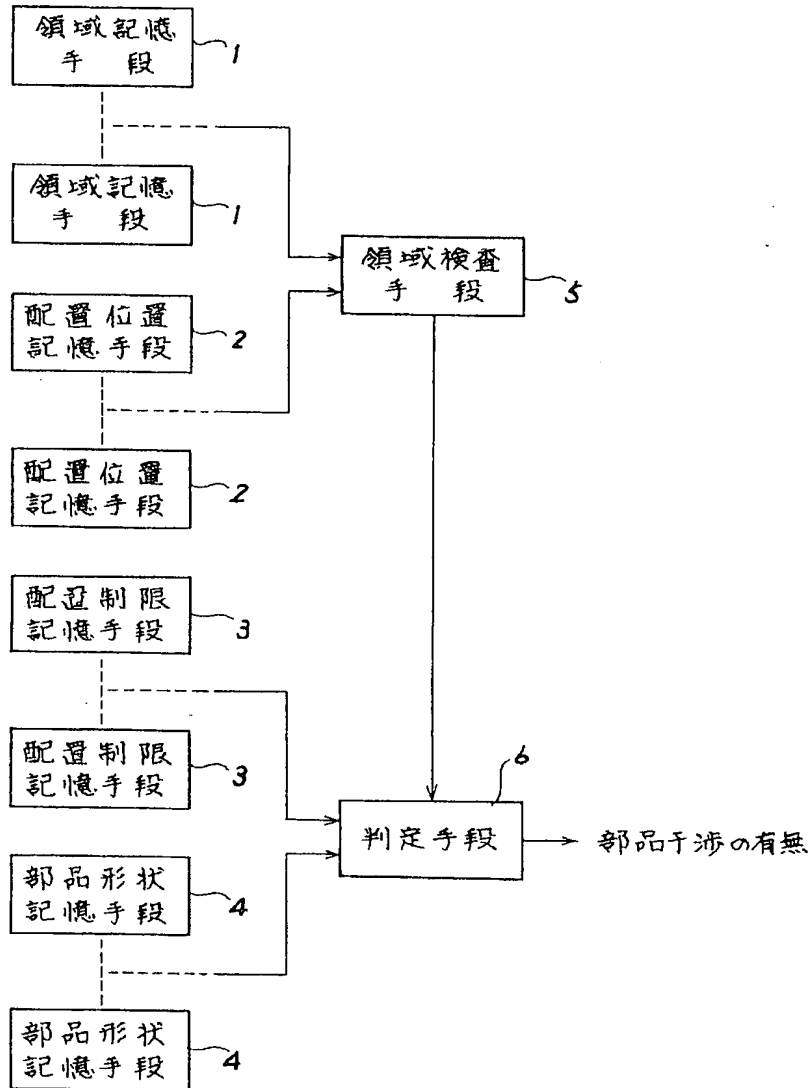 領域記憶
手段
1
領域記憶
手段
1
領域検査
手段
5
配置位置
記憶手段
2
配置位置
記憶手段
2
配置制限
記憶手段
3
配置制限
記憶手段
3
6
判定手段
部品干渉の有無
部品形状
記憶手段
4
部品形状
記憶手段
4